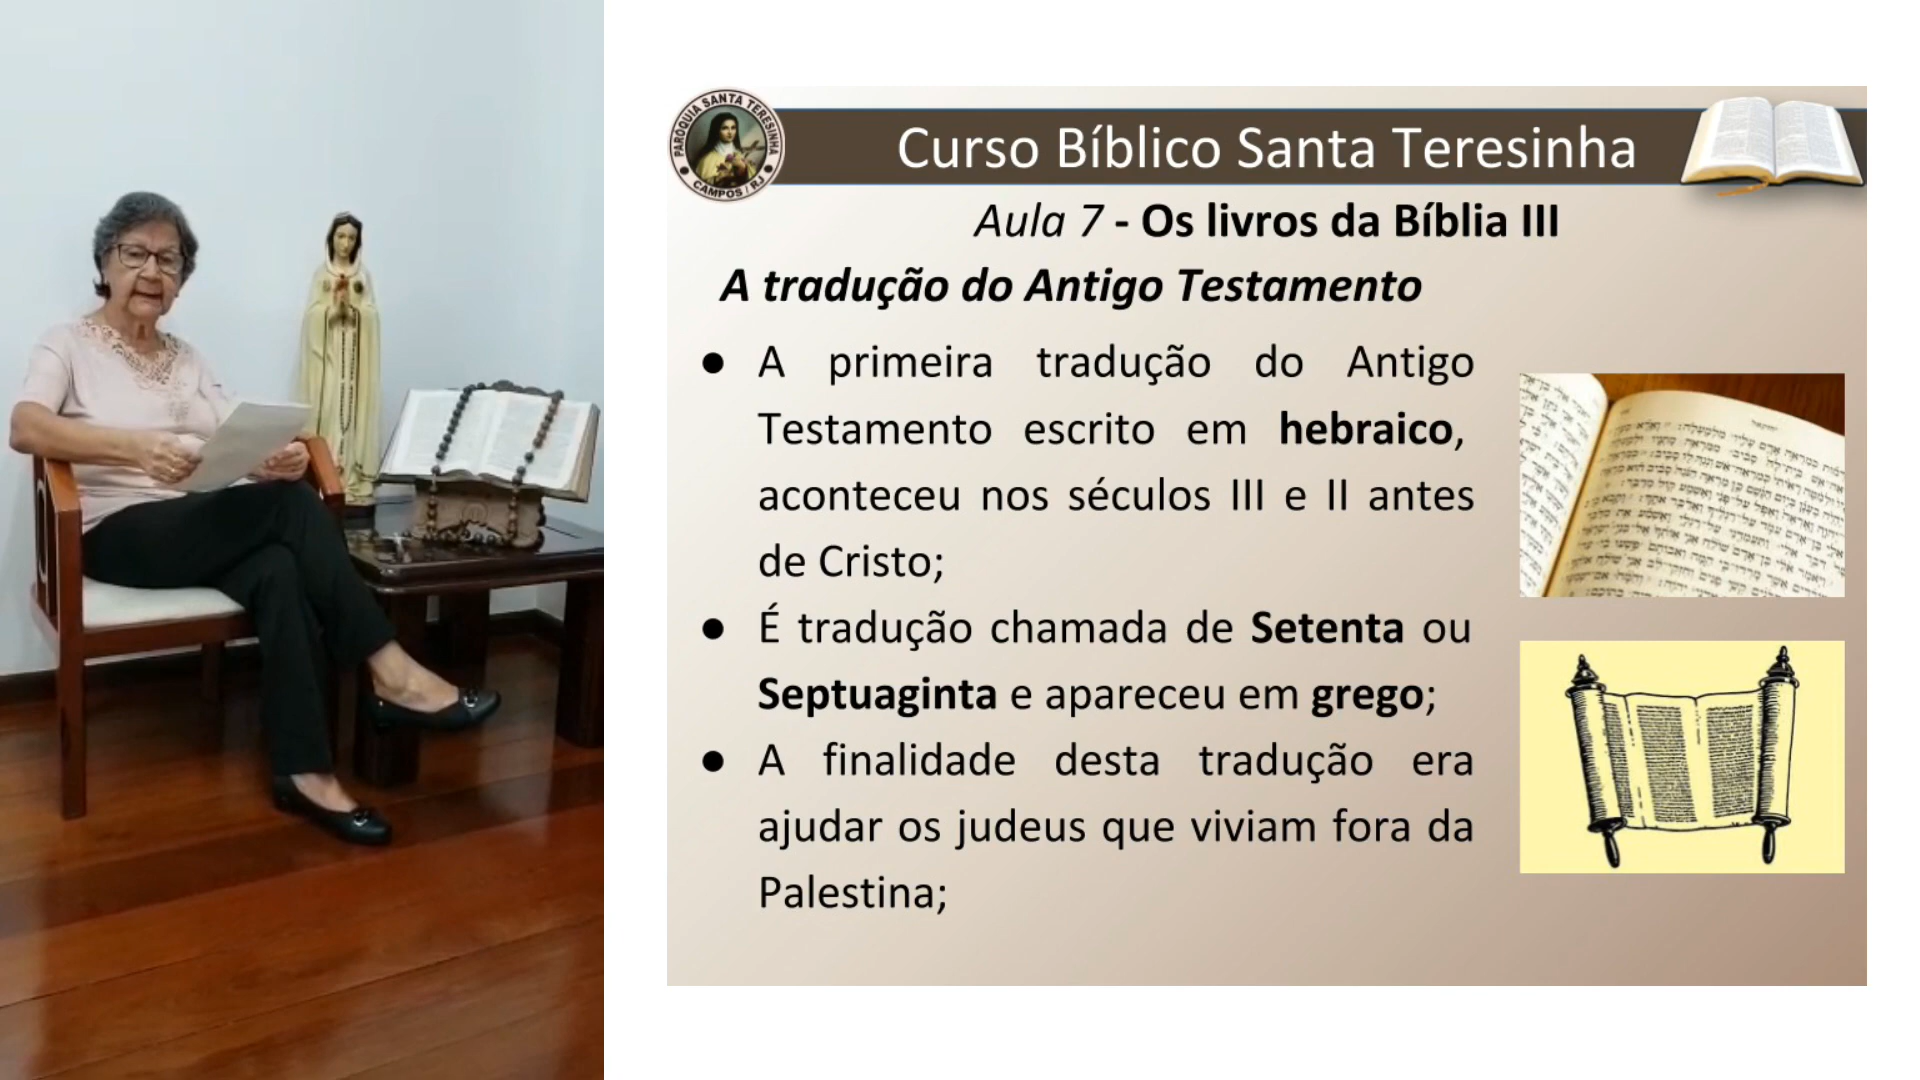 PARÓQUIA SANTA TERESINHA
CAMPOS / RJ
Curso Bíblico Santa Teresinha
Aula 7 - Os livros da Bíblia III
A tradução do Antigo Testamento
● A primeira tradução do Antigo
Testamento escrito em hebraico,
aconteceu nos séculos III e II antes
de Cristo;
● É tradução chamada de Setenta ou
Septuaginta e apareceu em grego;
● A finalidade desta tradução era
ajudar os judeus que viviam fora da
Palestina;